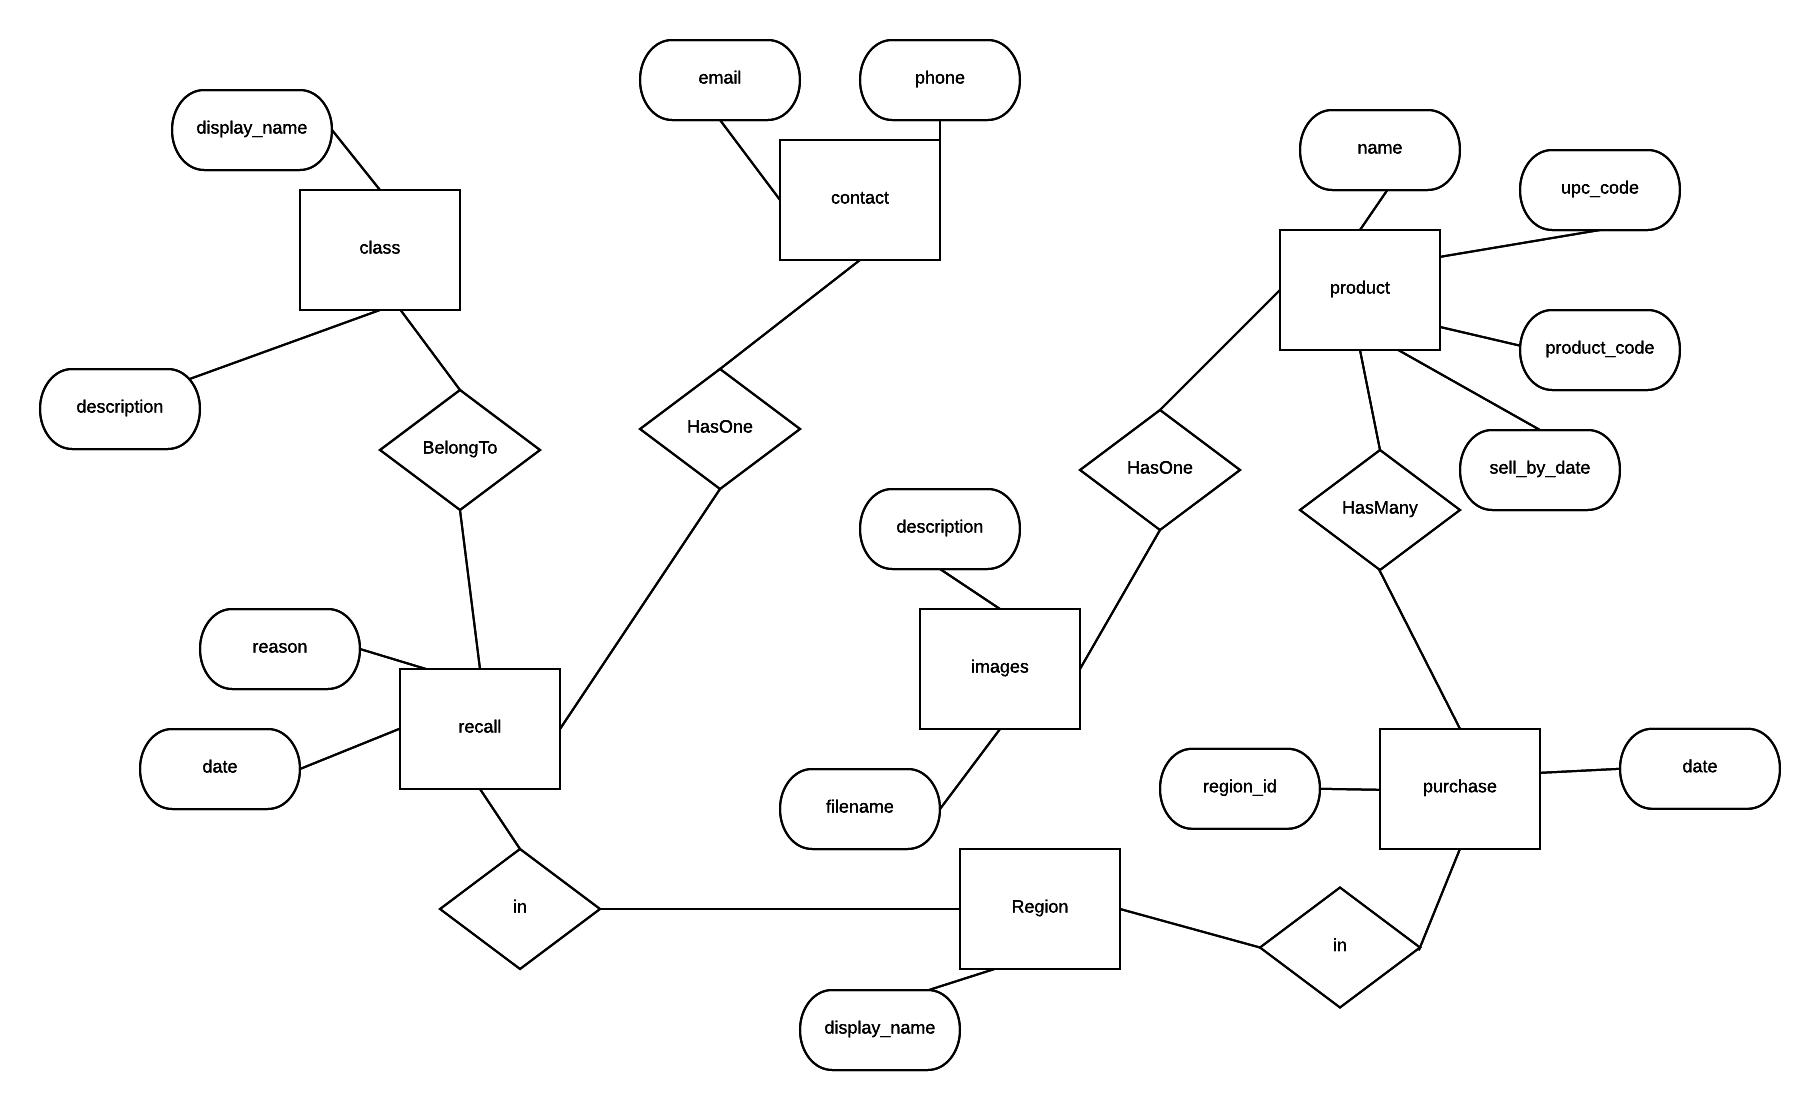 email
phone
display_name
name
upc_code
contact
class
product
product_code
description
HasOne
BelongTo
HasOne
sell_by_date
HasMany
description
reason
images
recall
date
date
region_id
purchase
filename
in
Region
in
display_name